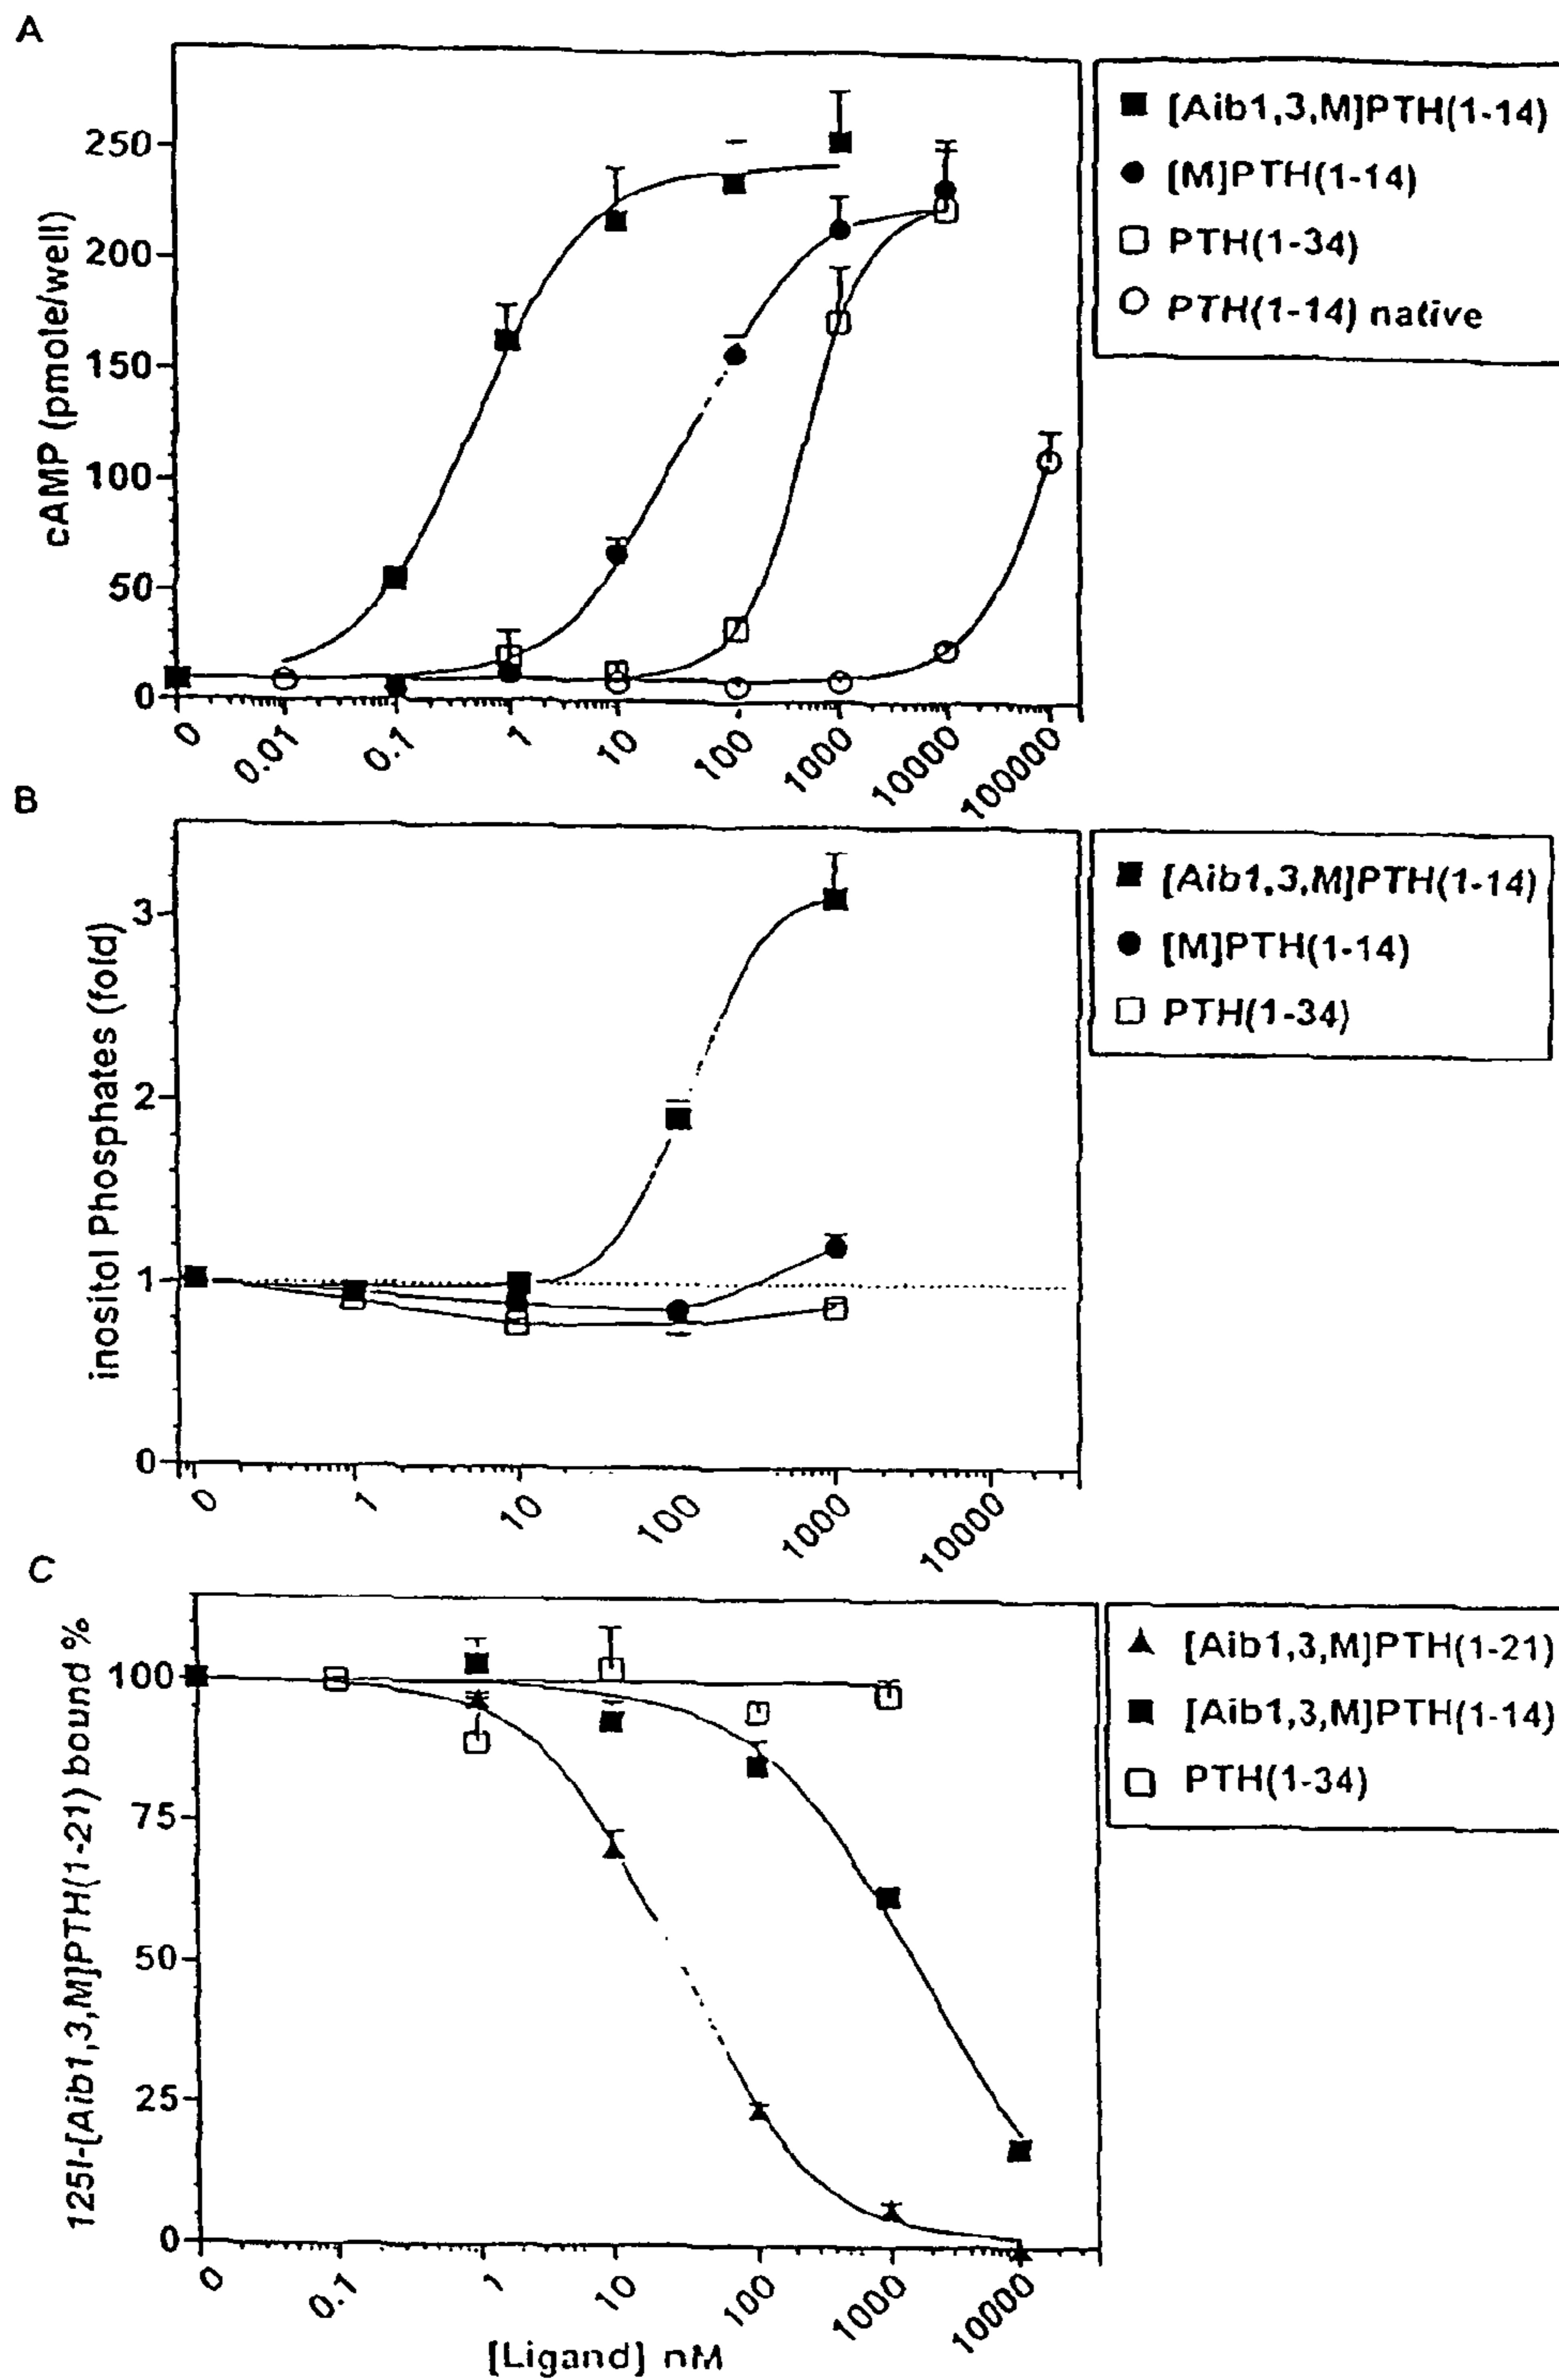 A
cAMP (pmole/well)
250
200
150
100
50
0
0
0.01
0.1
1
10
100
1000
10000
100000
[Aib1,3,M]PTH(1-14)
[M]PTH(1-14)
PTH(1-34)
PTH(1-14) native
B
inositol Phosphates (fold)
3
2
1
0
0
1
10
100
1000
10000
[Aib1,3,M]PTH(1-14)
[M]PTH(1-14)
PTH(1-34)
C
125I-[Aib1,3,M]PTH(1-21) bound %
100
75
50
25
0
0
0.1
1
10
100
1000
10000
[Ligand] nM
[Aib1,3,M]PTH(1-21)
[Aib1,3,M]PTH(1-14)
PTH(1-34)